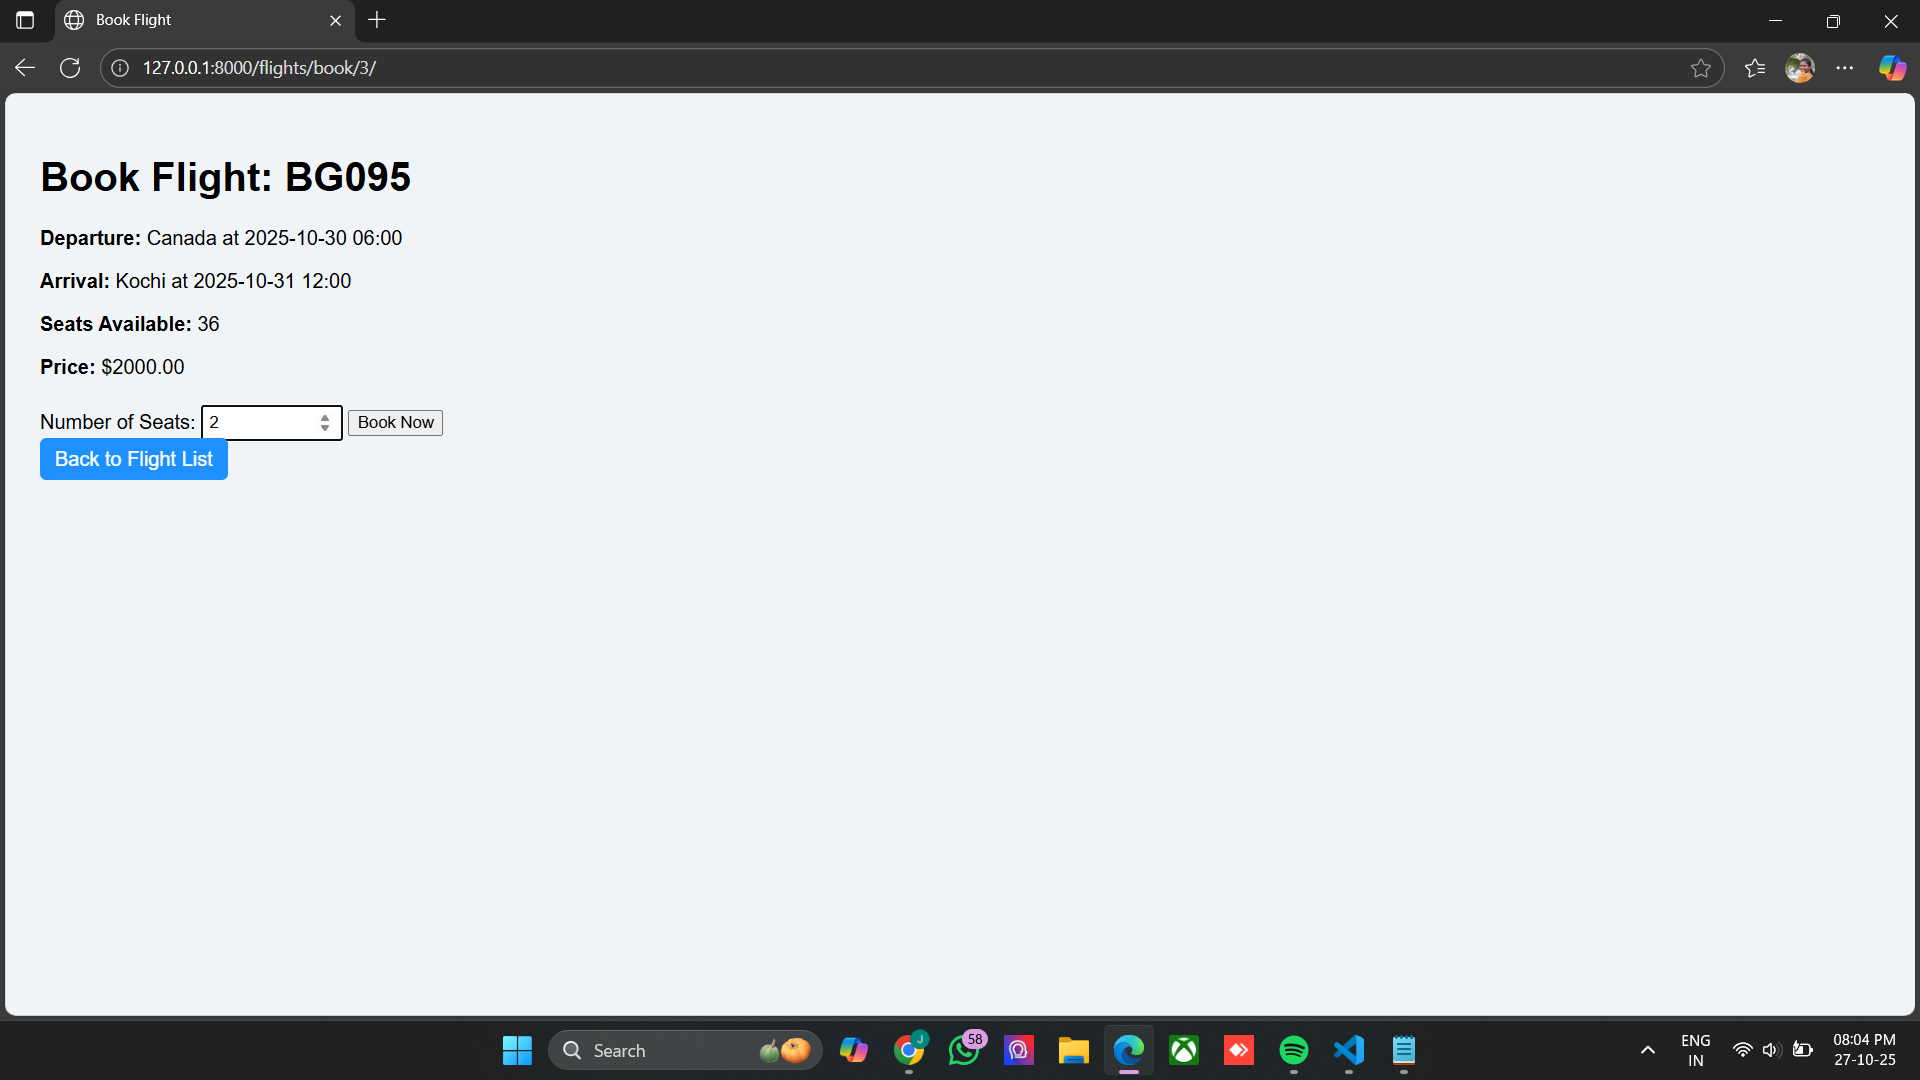 Book Flight
127.0.0.1:8000/flights/book/3/
Book Flight: BG095
Departure: Canada at 2025-10-30 06:00
Arrival: Kochi at 2025-10-31 12:00
Seats Available: 36
Price: $2000.00
Number of Seats: 2 Book Now
Back to Flight List
Search
J
58
ENG
IN
08:04 PM
27-10-25